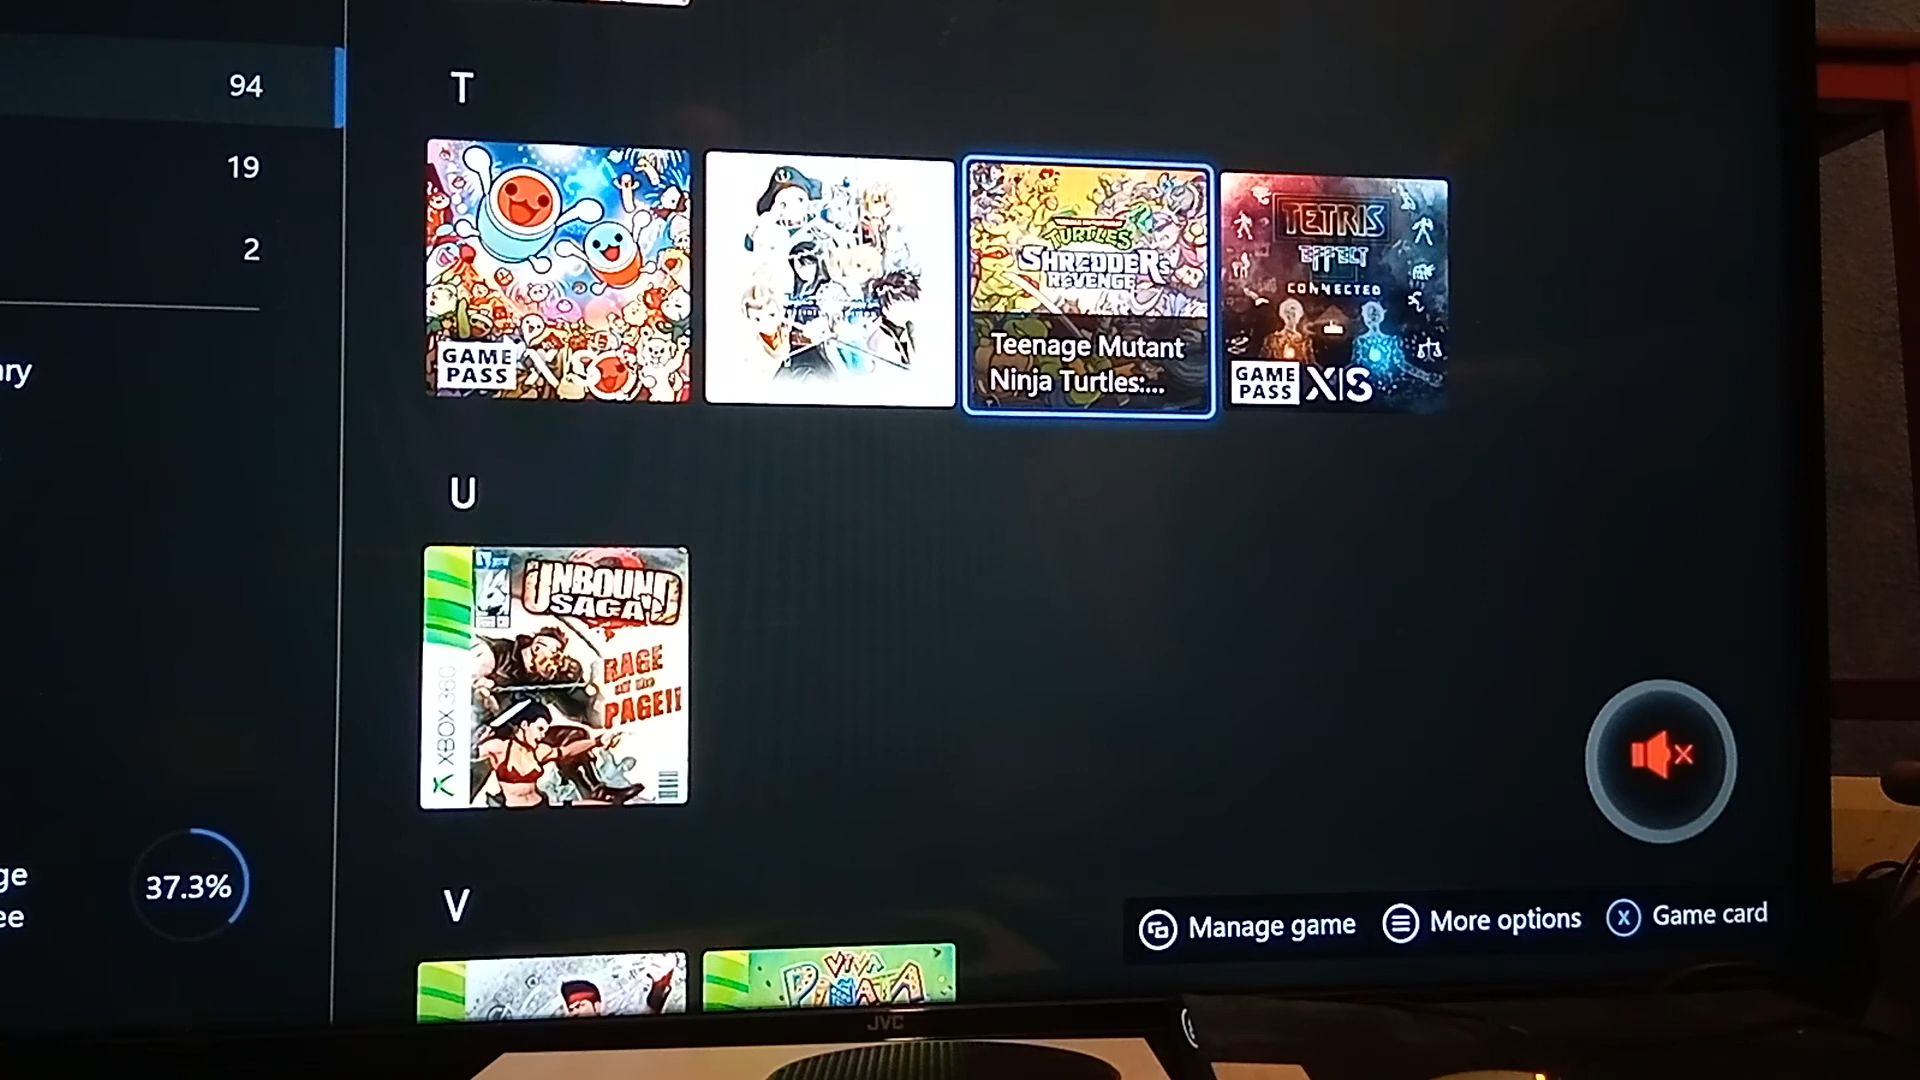 94
19
2
ry
ge
ee
37.3%
T
GAME
PASS
X
TURTLES
SHREDDER'S
REVENGE
Teenage Mutant
Ninja Turtles:...
TETRIS
EFFECT
CONNECTED
GAME
PASS
X|S
U
UNBOUND
SAGA
RAGE
PAGE!!
XBOX 360
V
VIVA
PIÑATA
Manage game
More options
X
Game card
JVC